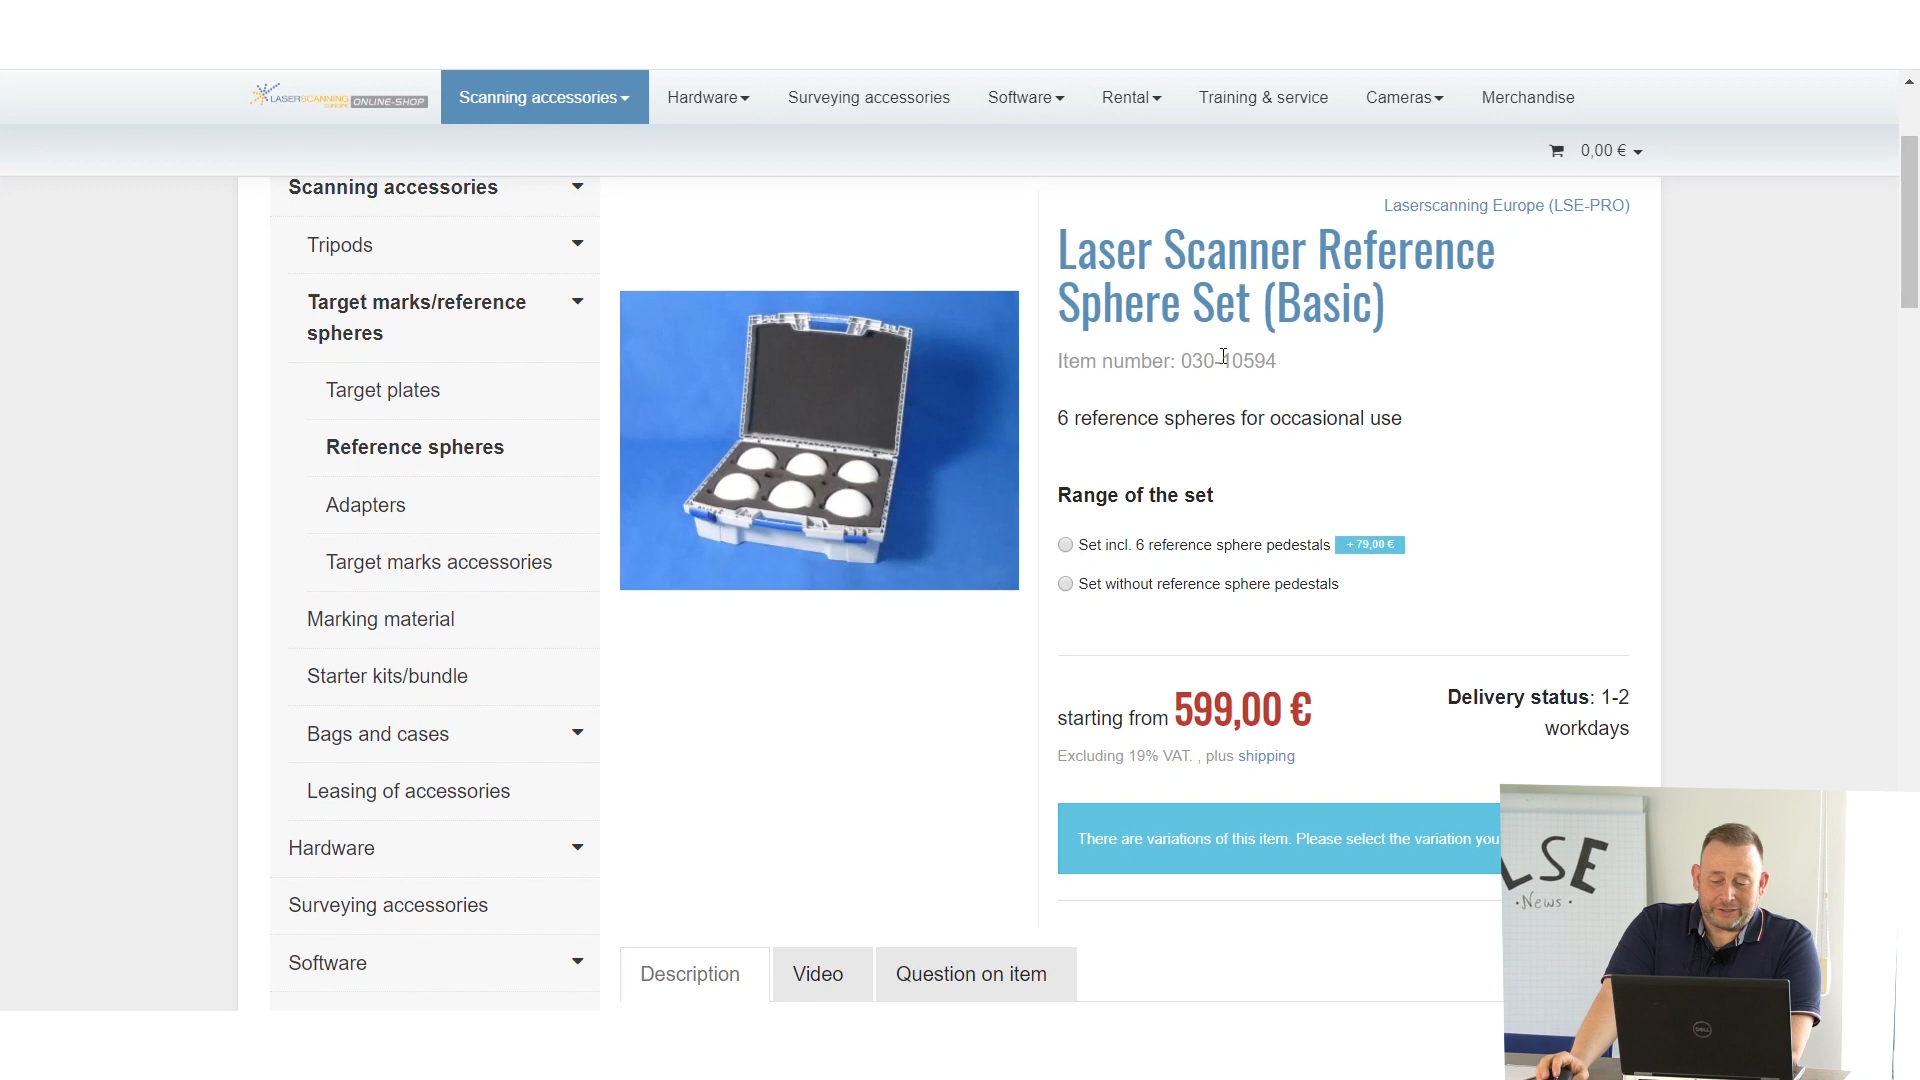 LASERSCANNING
EUROPE
ONLINE-SHOP
Scanning accessories
Hardware
Surveying accessories
Software
Rental
Training & service
Cameras
Merchandise
0,00 €
Scanning accessories
Tripods
Target marks/reference
spheres
Target plates
Reference spheres
Adapters
Target marks accessories
Marking material
Starter kits/bundle
Bags and cases
Leasing of accessories
Hardware
Surveying accessories
Software
Laserscanning Europe (LSE-PRO)
Laser Scanner Reference
Sphere Set (Basic)
Item number: 030-10594
6 reference spheres for occasional use
Range of the set
Set incl. 6 reference sphere pedestals + 79,00 €
Set without reference sphere pedestals
starting from 599,00 €
Excluding 19% VAT. , plus shipping
Delivery status: 1-2
workdays
There are variations of this item. Please select the variation you
Description
Video
Question on item
LSE
·News·
DELL